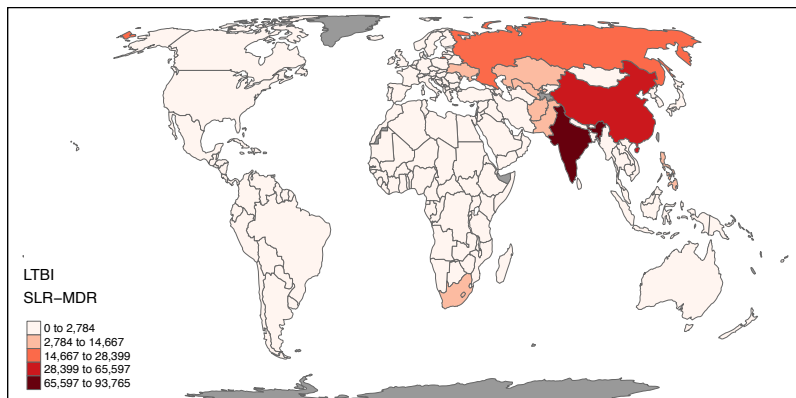 LTBI
SLR−MDR
0 to 2,784
2,784 to 14,667
14,667 to 28,399
28,399 to 65,597
65,597 to 93,765